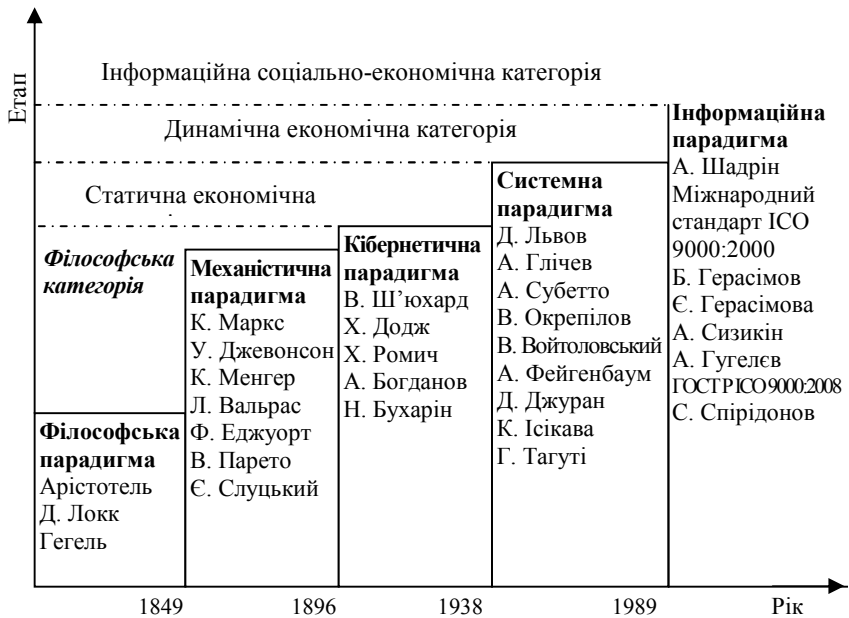 Етап
Інформаційна соціально-економічна категорія
Динамічна економічна категорія
Статична економічна
Філософська
категорія
Філософська
парадигма
Арістотель
Д. Локк
Гегель
Механістична
парадигма
К. Маркс
У. Джевонсон
К. Менгер
Л. Вальрас
Ф. Еджуорт
В. Парето
Є. Слуцький
Кібернетична
парадигма
В. Ш’юхард
Х. Додж
Х. Ромич
А. Богданов
Н. Бухарін
Системна
парадигма
Д. Львов
А. Глічев
А. Субетто
В. Окрепілов
В. Войтоловський
А. Фейгенбаум
Д. Джуран
К. Ісікава
Г. Тагуті
Інформаційна
парадигма
А. Шадрін
Міжнародний
стандарт ІСО
9000:2000
Б. Герасімов
Є. Герасімова
А. Сизикін
А. Гугелєв
ГОСТ Р ІСО 9000:2008
С. Спірідонов
1849
1896
1938
1989
Рік